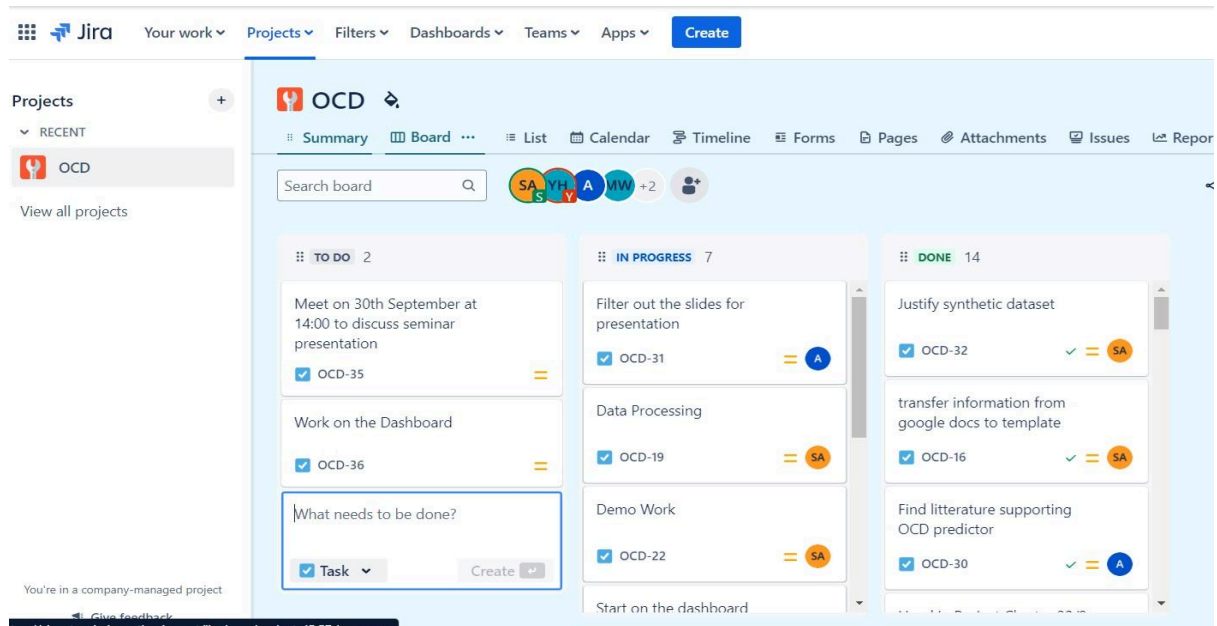 Jira Your work Projects Filters Dashboards Teams Apps Create
Projects
RECENT
OCD
View all projects
You're in a company-managed project
Give feedback
OCD
Summary Board List Calendar Timeline Forms Pages Attachments Issues Repor
Search board
SA S YH Y A MW +2
TO DO 2
Meet on 30th September at
14:00 to discuss seminar
presentation
OCD-35
Work on the Dashboard
OCD-36
What needs to be done?
Task Create
IN PROGRESS 7
Filter out the slides for
presentation
OCD-31 A
Data Processing
OCD-19 SA
Demo Work
OCD-22 SA
Start on the dashboard
DONE 14
Justify synthetic dataset
OCD-32 SA
transfer information from
google docs to template
OCD-16 SA
Find litterature supporting
OCD predictor
OCD-30 A